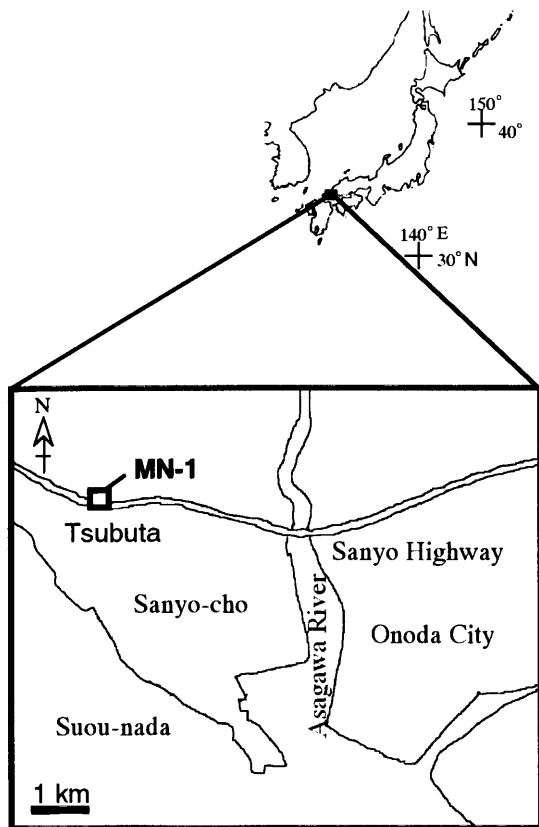 150°
40°
140° E
30° N
N
MN-1
Tsubuta
Sanyo Highway
Sanyo-cho
Asagawa River
Onoda City
Suou-nada
1 km